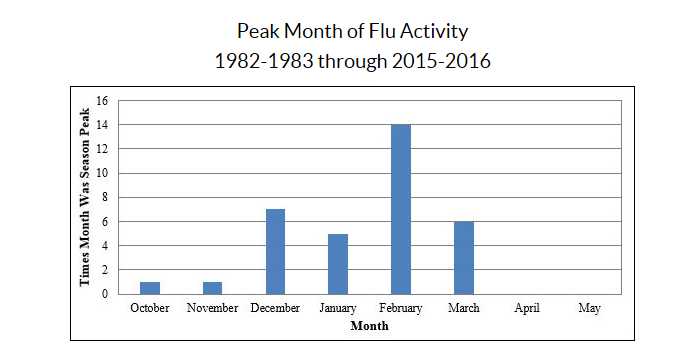 Peak Month of Flu Activity
1982-1983 through 2015-2016
Times Month Was Season Peak
16
14
12
10
8
6
4
2
0
October November December January February March April May
Month